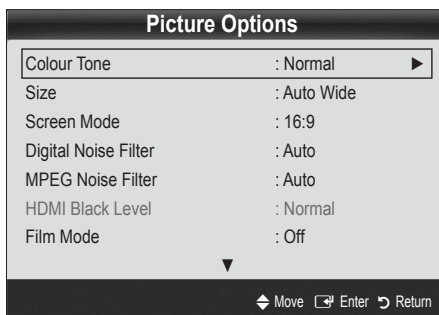 Picture Options
Colour Tone : Normal ►
Size : Auto Wide
Screen Mode : 16:9
Digital Noise Filter : Auto
MPEG Noise Filter : Auto
HDMI Black Level : Normal
Film Mode : Off
▼
Move Enter Return